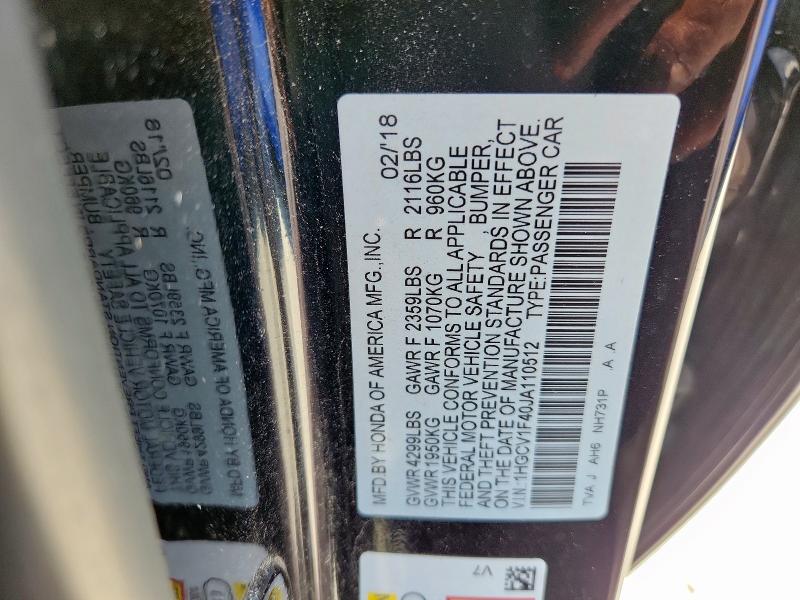 MFD.BY HONDA OF AMERICA MFG.,INC. 02/'18
GVWR 4299LBS GAWR F 2359LBS R 2116LBS
GVWR 1950KG GAWR F 1070KG R 960KG
THIS VEHICLE CONFORMS TO ALL APPLICABLE
FEDERAL MOTOR VEHICLE SAFETY , BUMPER,
AND THEFT PREVENTION STANDARDS IN EFFECT
ON THE DATE OF MANUFACTURE SHOWN ABOVE.
V.I.N:1HGCV1F40JA110512 TYPE:PASSENGER CAR
TVA J AH6 NH731P .A .A
V7